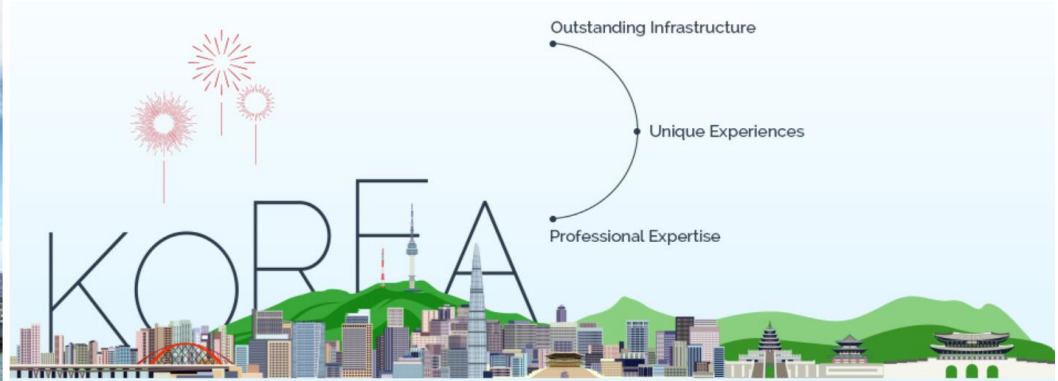 Outstanding Infrastructure
Unique Experiences
Professional Expertise
KOREA